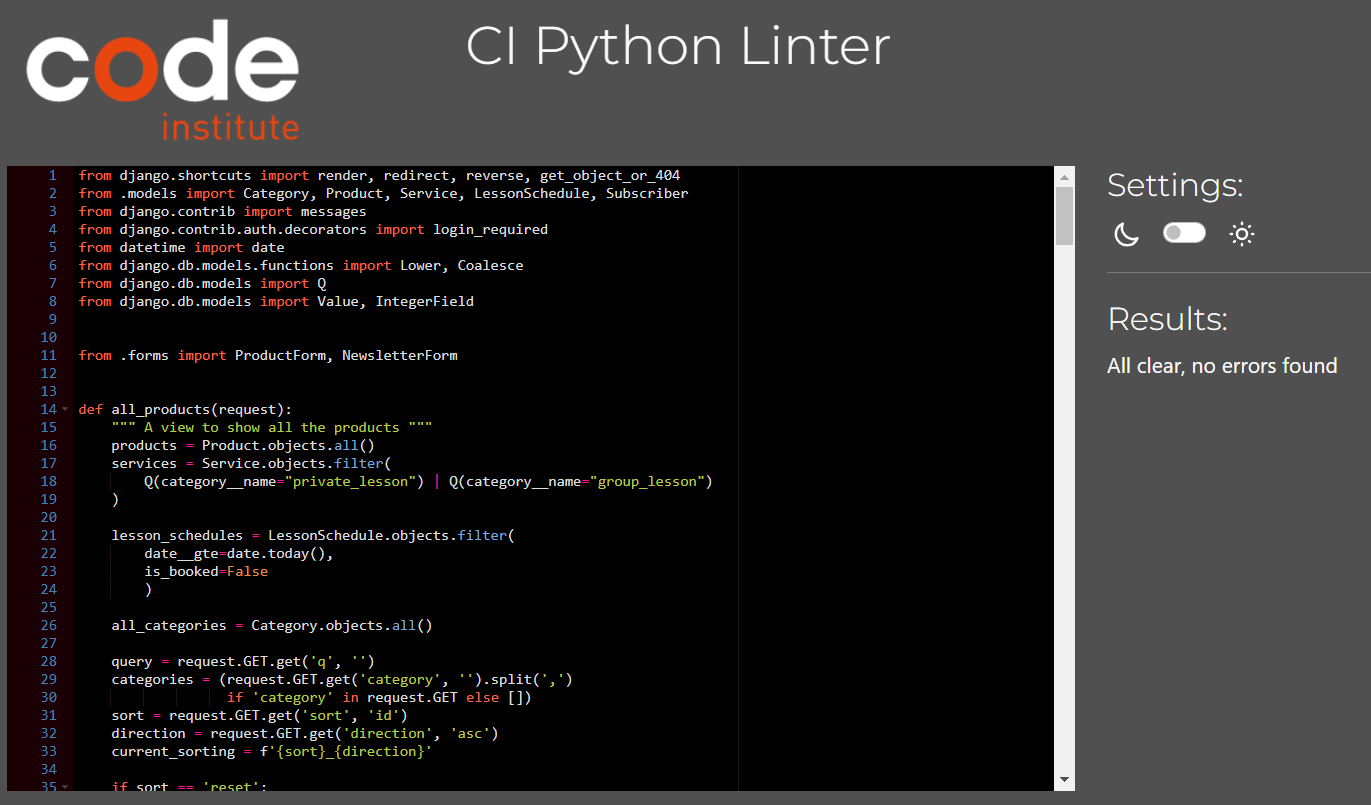 code
institute
CI Python Linter
1 from django.shortcuts import render, redirect, reverse, get_object_or_404
2 from .models import Category, Product, Service, LessonSchedule, Subscriber
3 from django.contrib import messages
4 from django.contrib.auth.decorators import login_required
5 from datetime import date
6 from django.db.models.functions import Lower, Coalesce
7 from django.db.models import Q
8 from django.db.models import Value, IntegerField
9
10
11 from .forms import ProductForm, NewsletterForm
12
13
14 def all_products(request):
15     """ A view to show all the products """
16     products = Product.objects.all()
17     services = Service.objects.filter(
18         Q(category__name="private_lesson") | Q(category__name="group_lesson")
19     )
20
21     lesson_schedules = LessonSchedule.objects.filter(
22         date__gte=date.today(),
23         is_booked=False
24         )
25
26     all_categories = Category.objects.all()
27
28     query = request.GET.get('q', '')
29     categories = (request.GET.get('category', '').split(',')
30                   if 'category' in request.GET else [])
31     sort = request.GET.get('sort', 'id')
32     direction = request.GET.get('direction', 'asc')
33     current_sorting = f'{sort}_{direction}'
34
35     if sort == 'reset':
Settings:
Results:
All clear, no errors found